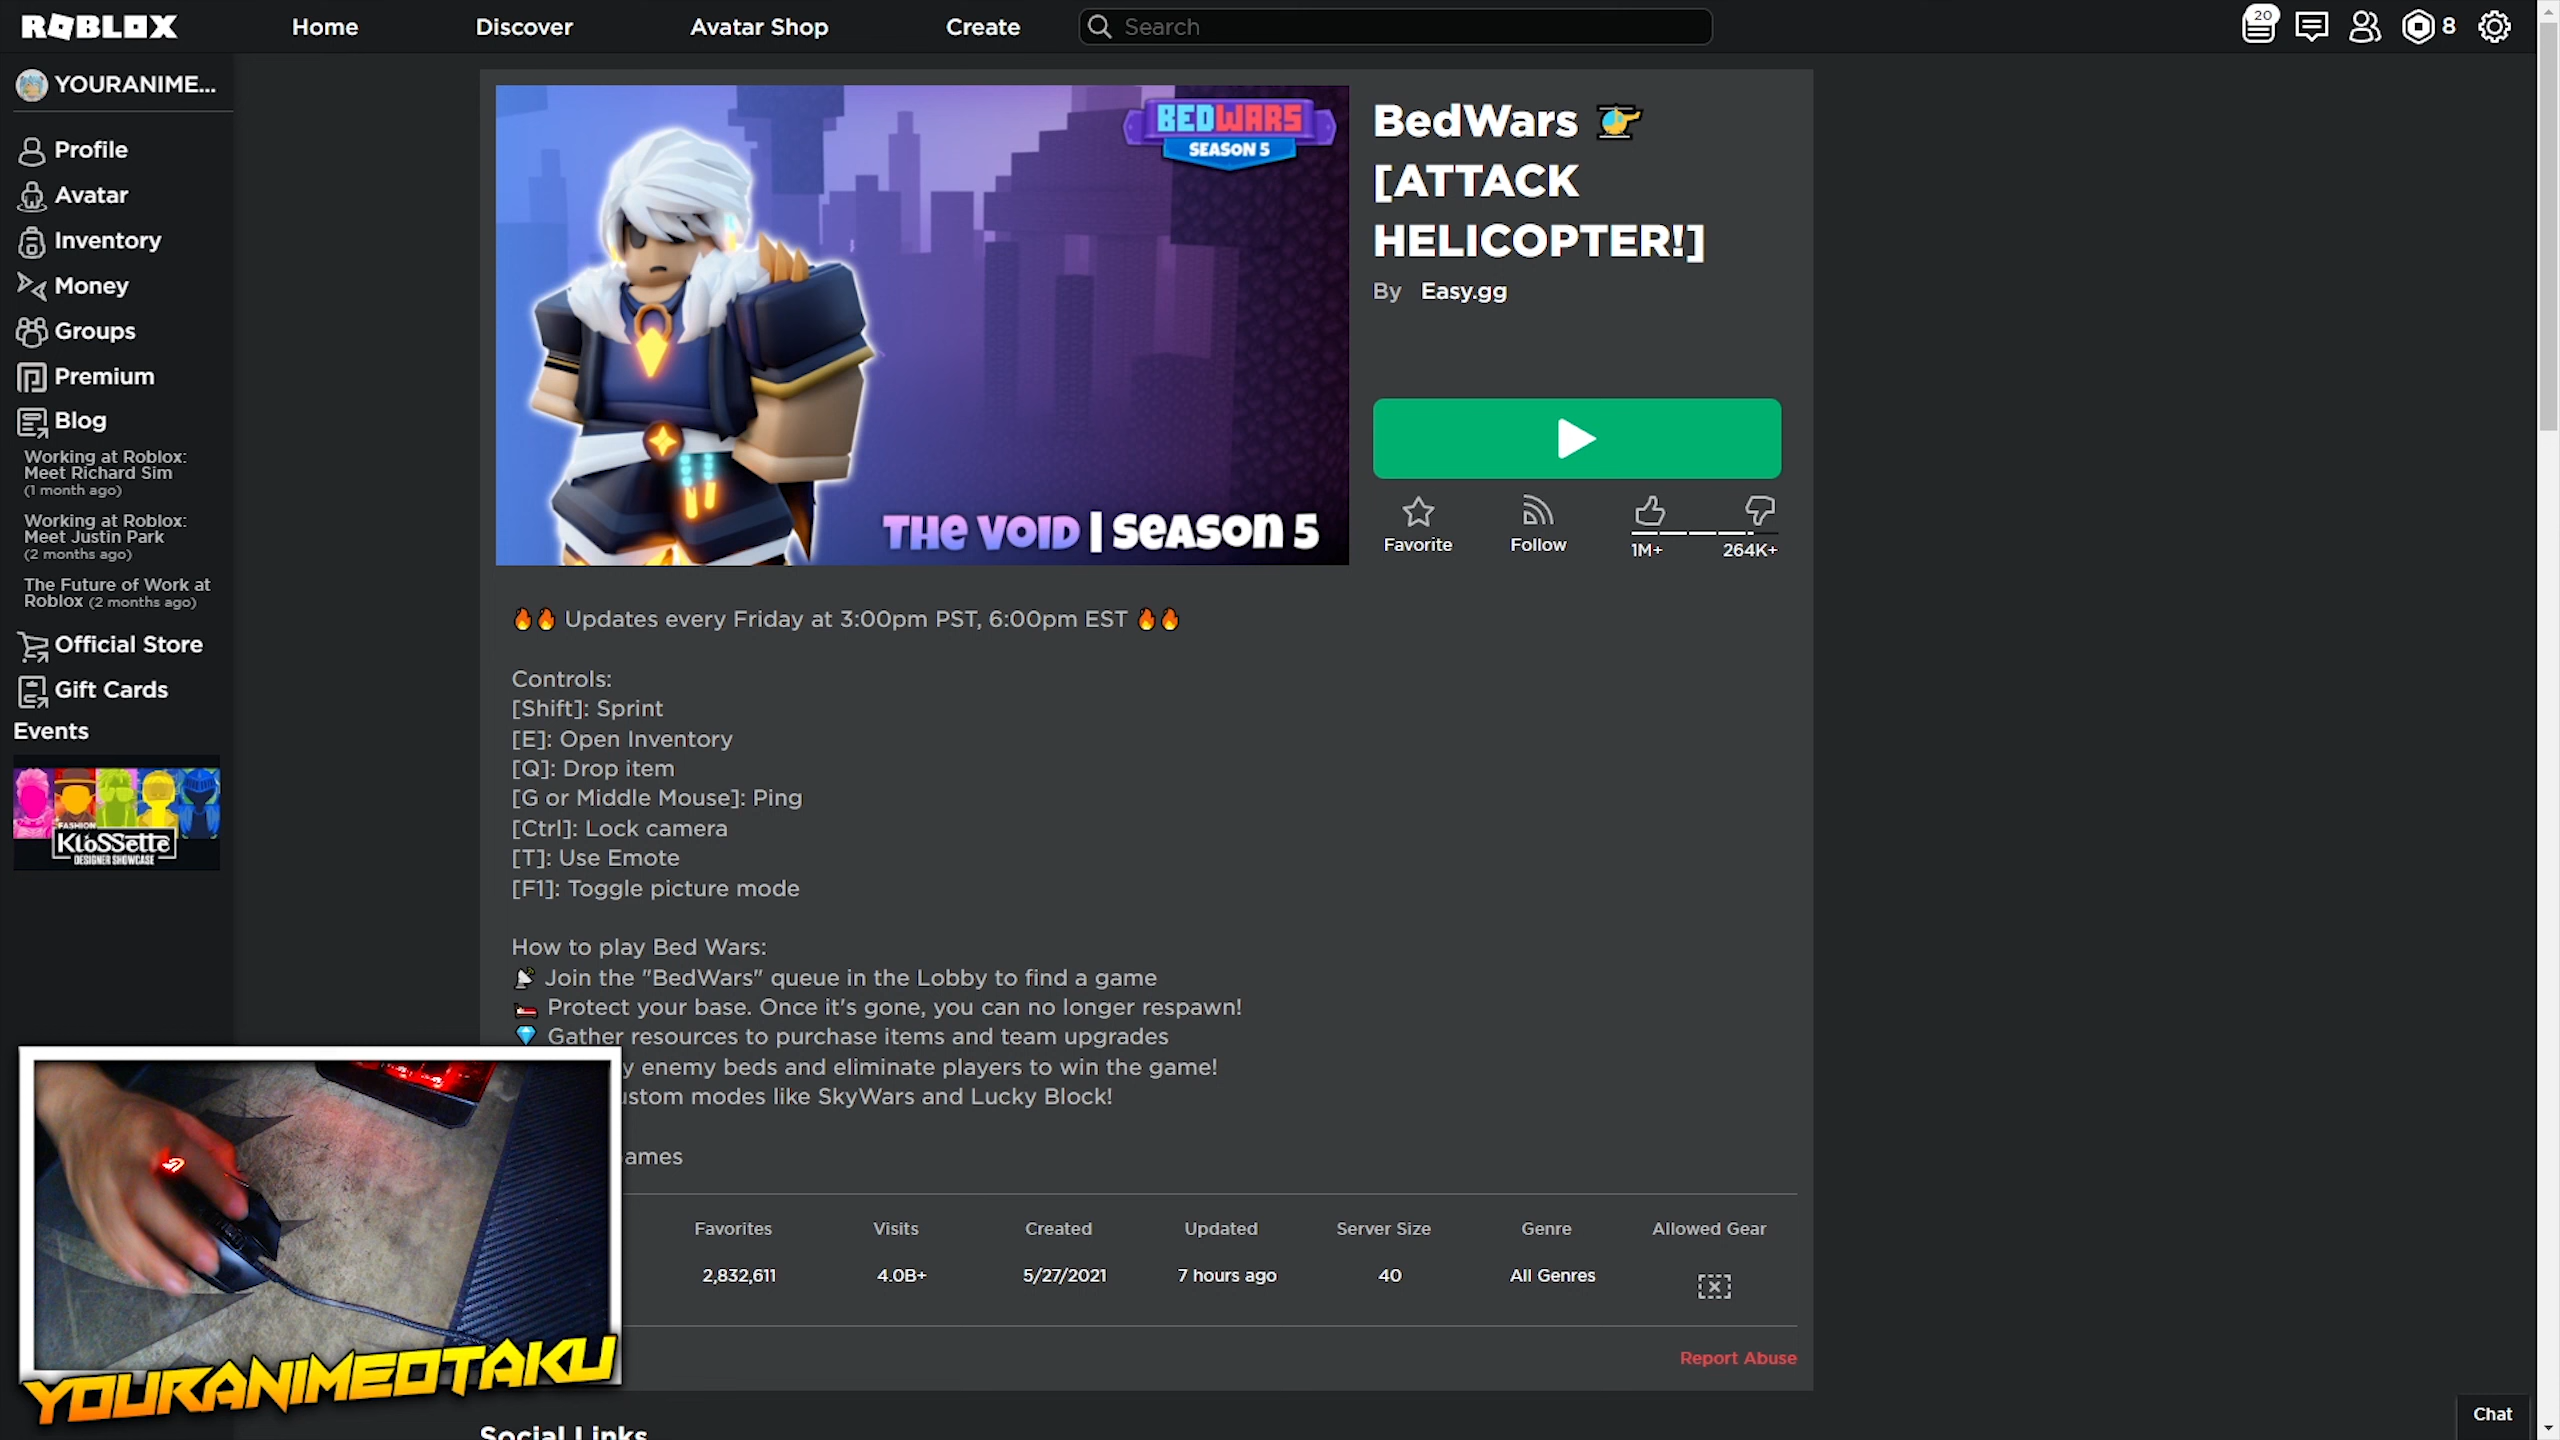 ROBLOX
Home
Discover
Avatar Shop
Create
Search
20
8
YOURANIME...
Profile
Avatar
Inventory
Money
Groups
Premium
Blog
Working at Roblox:
Meet Richard Sim
(1 month ago)
Working at Roblox:
Meet Justin Park
(2 months ago)
The Future of Work at
Roblox (2 months ago)
Official Store
Gift Cards
Events
FASHION
KloSSette
DESIGNER SHOWCASE
BEDWARS
SEASON 5
THE VOID | SEASON 5
BedWars 🚁
[ATTACK
HELICOPTER!]
By Easy.gg
Favorite
Follow
1M+
264K+
🔥🔥 Updates every Friday at 3:00pm PST, 6:00pm EST 🔥🔥
Controls:
[Shift]: Sprint
[E]: Open Inventory
[Q]: Drop item
[G or Middle Mouse]: Ping
[Ctrl]: Lock camera
[T]: Use Emote
[F1]: Toggle picture mode
How to play Bed Wars:
📡 Join the "BedWars" queue in the Lobby to find a game
🛏️ Protect your base. Once it's gone, you can no longer respawn!
💎 Gather resources to purchase items and team upgrades
y enemy beds and eliminate players to win the game!
ustom modes like SkyWars and Lucky Block!
ames
Favorites
Visits
Created
Updated
Server Size
Genre
Allowed Gear
2,832,611
4.0B+
5/27/2021
7 hours ago
40
All Genres
Report Abuse
YOURANIMEOTAKU
Social Links
Chat